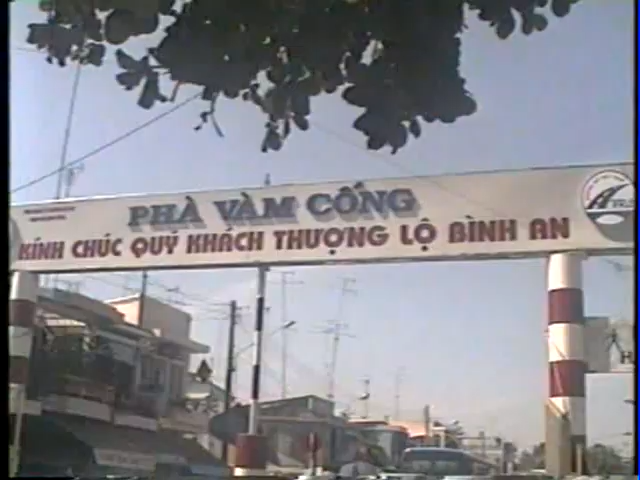 PHÀ VÀM CỐNG
KÍNH CHÚC QUÝ KHÁCH THƯỢNG LỘ BÌNH AN